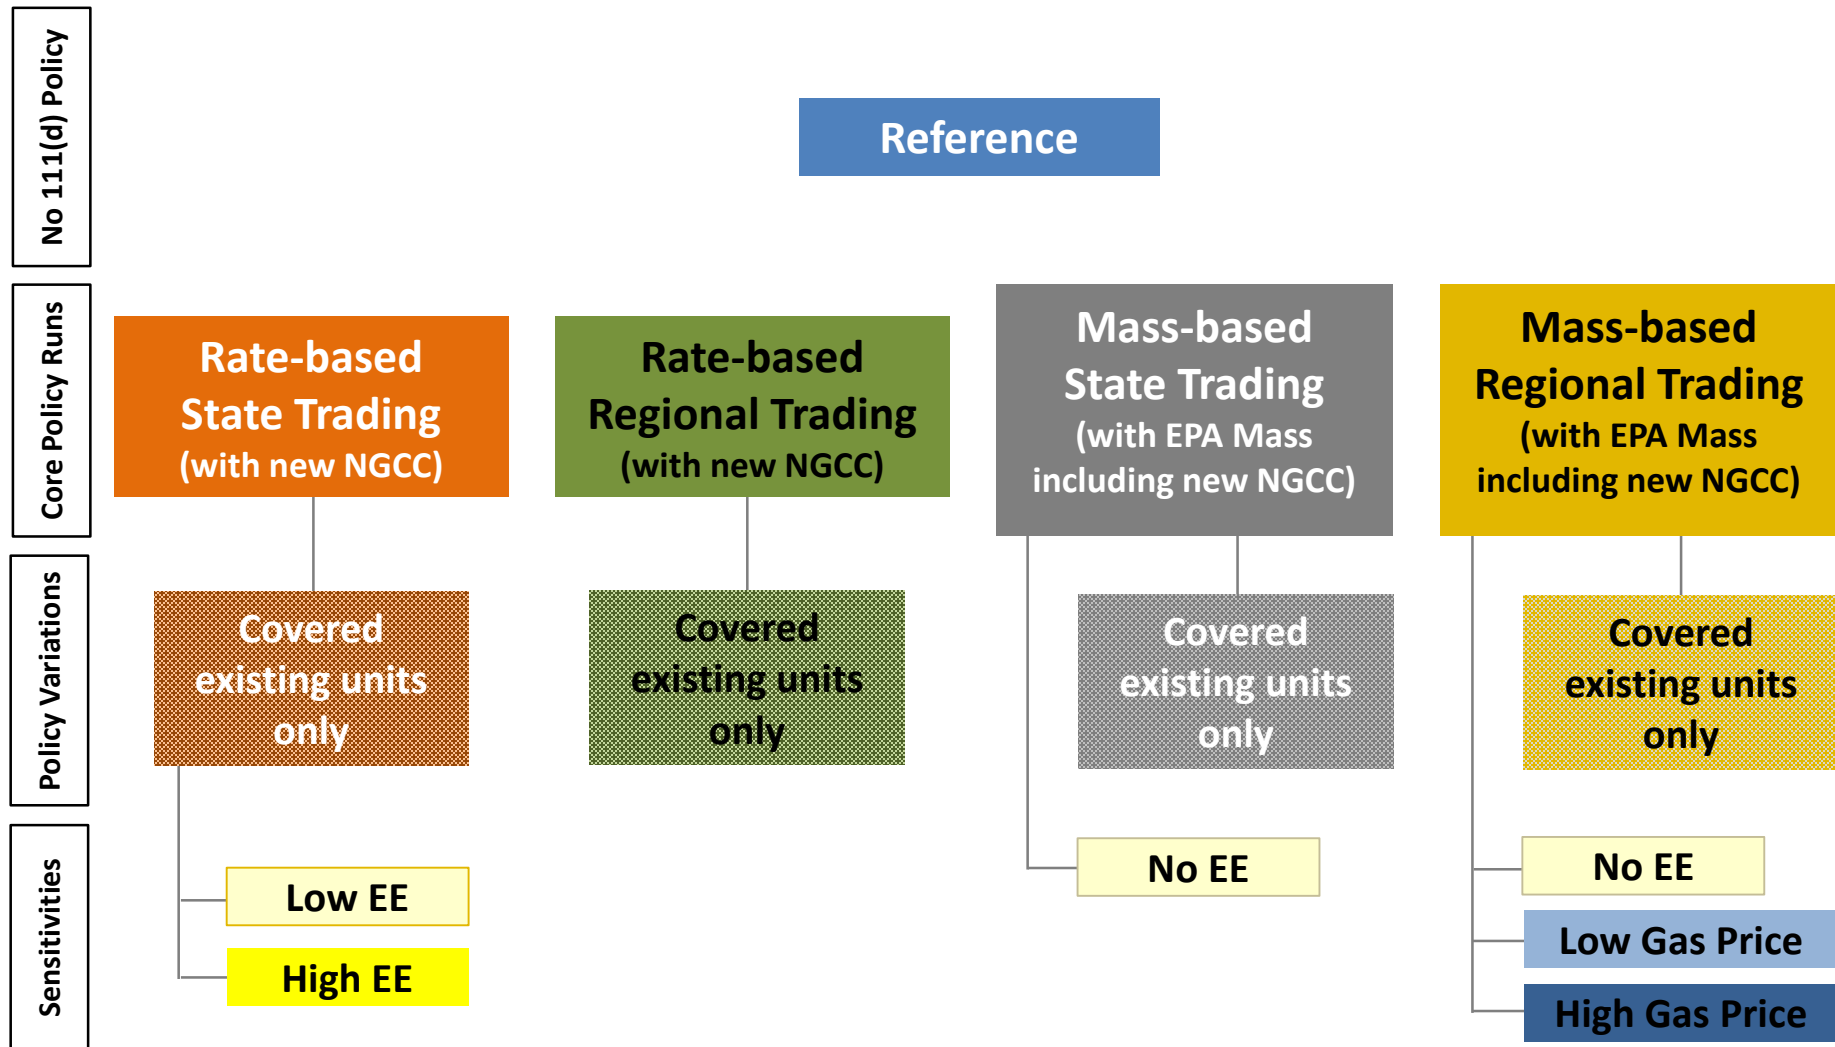 No 111(d) Policy
Reference
Core Policy Runs
Rate-based
State Trading
(with new NGCC)
Rate-based
Regional Trading
(with new NGCC)
Mass-based
State Trading
(with EPA Mass
including new NGCC)
Mass-based
Regional Trading
(with EPA Mass
including new NGCC)
Policy Variations
Covered
existing units
only
Covered
existing units
only
Covered
existing units
only
Covered
existing units
only
Sensitivities
Low EE
High EE
No EE
No EE
Low Gas Price
High Gas Price